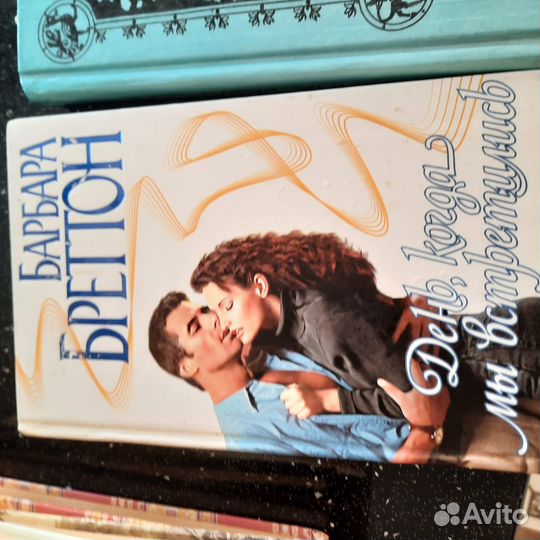 БАРБАРА
БРЕТТОН
День, когда
мы встретились
Avito